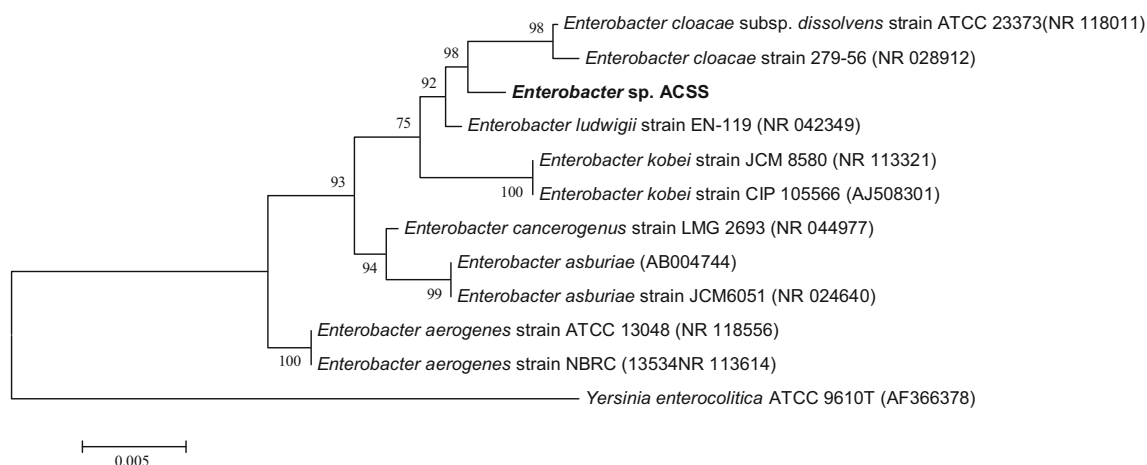 98 Enterobacter cloacae subsp. dissolvens strain ATCC 23373(NR 118011)
98 Enterobacter cloacae strain 279-56 (NR 028912)
92 Enterobacter sp. ACSS
75 Enterobacter ludwigii strain EN-119 (NR 042349)
Enterobacter kobei strain JCM 8580 (NR 113321)
93 100 Enterobacter kobei strain CIP 105566 (AJ508301)
Enterobacter cancerogenus strain LMG 2693 (NR 044977)
94 Enterobacter asburiae (AB004744)
99 Enterobacter asburiae strain JCM6051 (NR 024640)
Enterobacter aerogenes strain ATCC 13048 (NR 118556)
100 Enterobacter aerogenes strain NBRC (13534NR 113614)
Yersinia enterocolitica ATCC 9610T (AF366378)
0.005